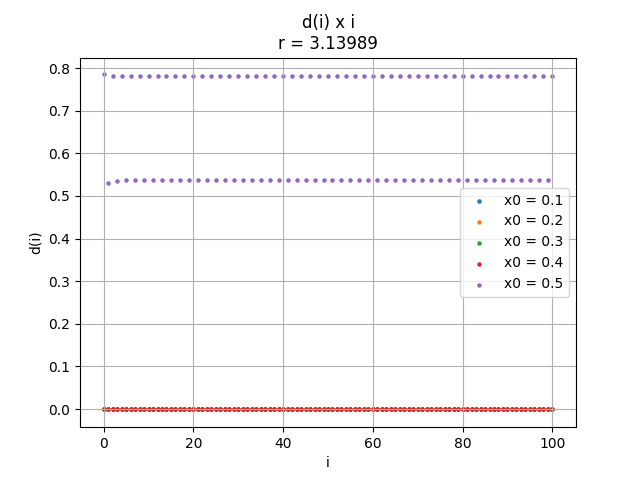 d(i) x i
r = 3.13989
0.8
0.7
0.6
0.5
0.4
0.3
0.2
0.1
0.0
d(i)
x0 = 0.1
x0 = 0.2
x0 = 0.3
x0 = 0.4
x0 = 0.5
0 20 40 60 80 100
i